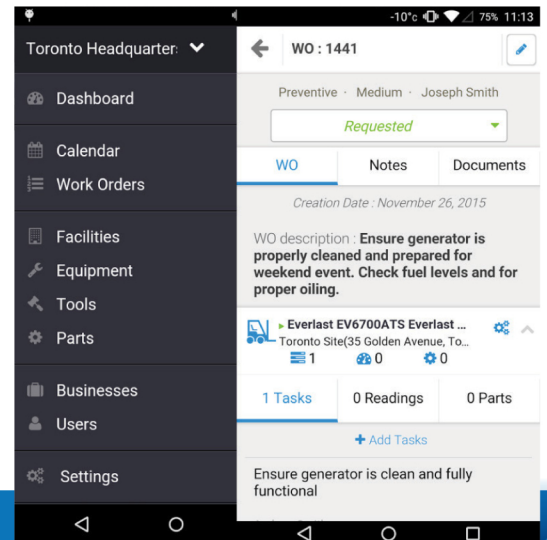 Toronto Headquarter
Dashboard
Calendar
Work Orders
Facilities
Equipment
Tools
Parts
Businesses
Users
Settings
-10°c 75% 11:13
WO : 1441
Preventive · Medium · Joseph Smith
Requested
WO Notes Documents
Creation Date : November 26, 2015
WO description : Ensure generator is
properly cleaned and prepared for
weekend event. Check fuel levels and for
proper oiling.
Everlast EV6700ATS Everlast ...
Toronto Site(35 Golden Avenue, To...
1 0 0
1 Tasks 0 Readings 0 Parts
+ Add Tasks
Ensure generator is clean and fully
functional